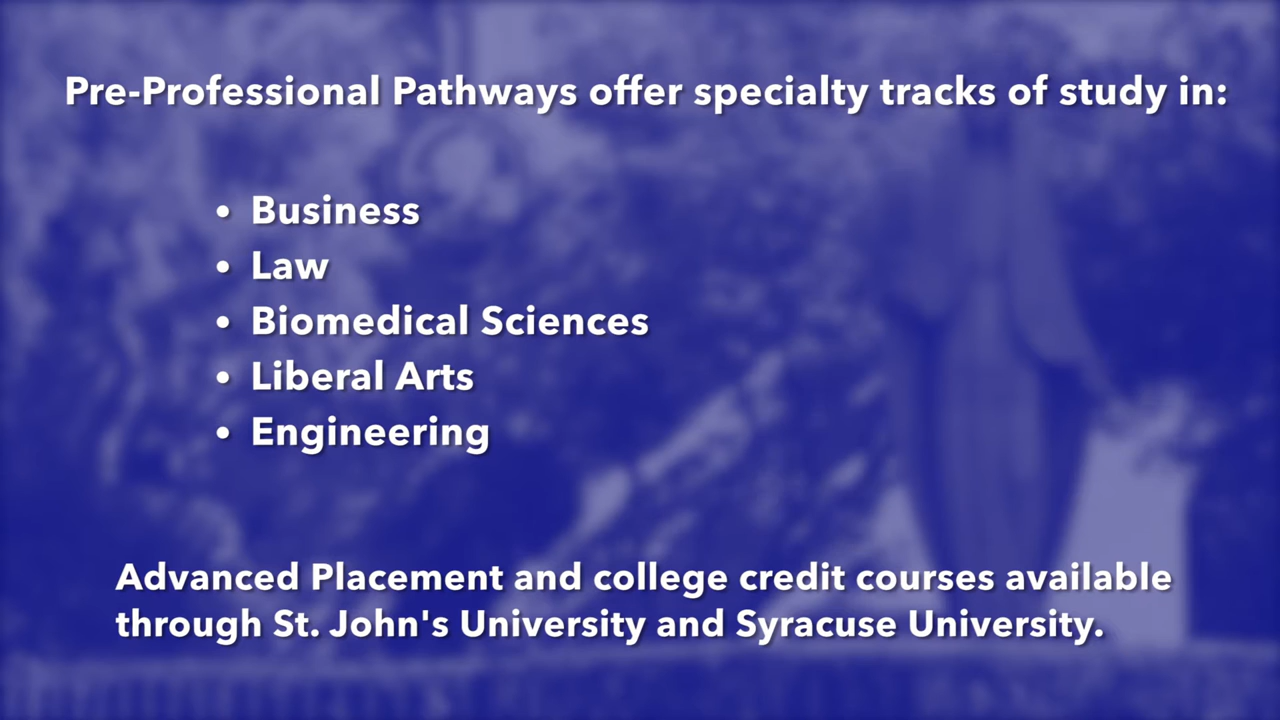 Pre-Professional Pathways offer specialty tracks of study in:
• Business
• Law
• Biomedical Sciences
• Liberal Arts
• Engineering
Advanced Placement and college credit courses available
through St. John's University and Syracuse University.